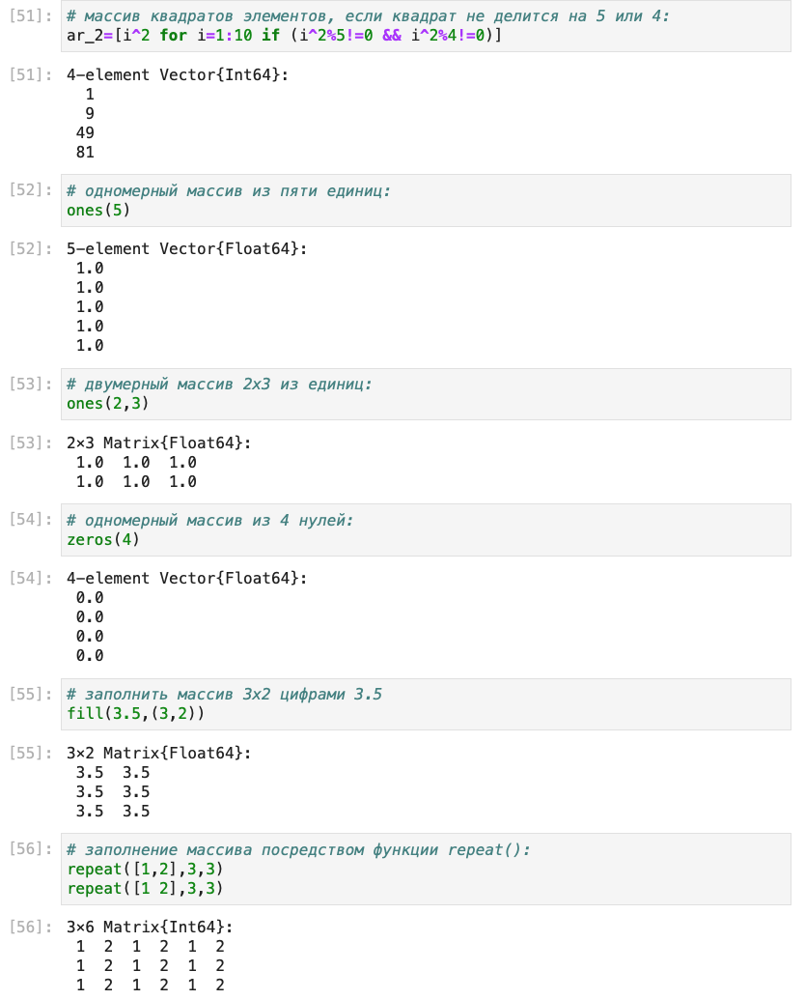 [51]: # массив квадратов элементов, если квадрат не делится на 5 или 4:
ar_2=[i^2 for i=1:10 if (i^2%5!=0 && i^2%4!=0)]
[51]: 4-element Vector{Int64}:
1
9
49
81
[52]: # одномерный массив из пяти единиц:
ones(5)
[52]: 5-element Vector{Float64}:
1.0
1.0
1.0
1.0
1.0
[53]: # двумерный массив 2x3 из единиц:
ones(2,3)
[53]: 2×3 Matrix{Float64}:
1.0 1.0 1.0
1.0 1.0 1.0
[54]: # одномерный массив из 4 нулей:
zeros(4)
[54]: 4-element Vector{Float64}:
0.0
0.0
0.0
0.0
[55]: # заполнить массив 3x2 цифрами 3.5
fill(3.5,(3,2))
[55]: 3×2 Matrix{Float64}:
3.5 3.5
3.5 3.5
3.5 3.5
[56]: # заполнение массива посредством функции repeat():
repeat([1,2],3,3)
repeat([1 2],3,3)
[56]: 3×6 Matrix{Int64}:
1 2 1 2 1 2
1 2 1 2 1 2
1 2 1 2 1 2